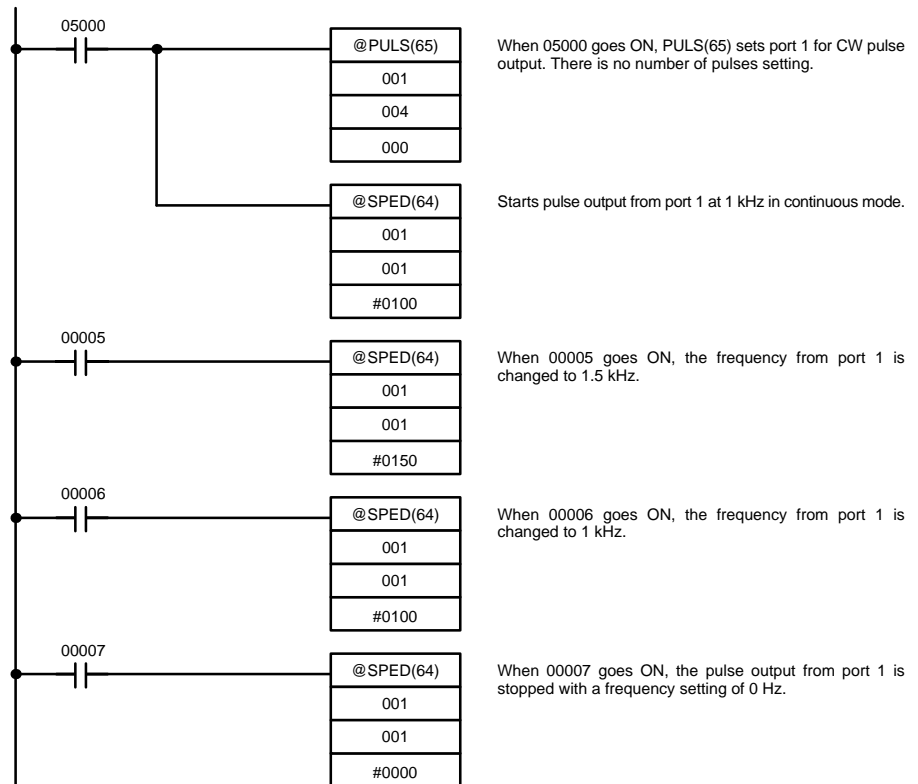 05000
@PULS(65)
001
004
000
When 05000 goes ON, PULS(65) sets port 1 for CW pulse
output. There is no number of pulses setting.
@SPED(64)
001
001
#0100
Starts pulse output from port 1 at 1 kHz in continuous mode.
00005
@SPED(64)
001
001
#0150
When 00005 goes ON, the frequency from port 1 is
changed to 1.5 kHz.
00006
@SPED(64)
001
001
#0100
When 00006 goes ON, the frequency from port 1 is
changed to 1 kHz.
00007
@SPED(64)
001
001
#0000
When 00007 goes ON, the pulse output from port 1 is
stopped with a frequency setting of 0 Hz.